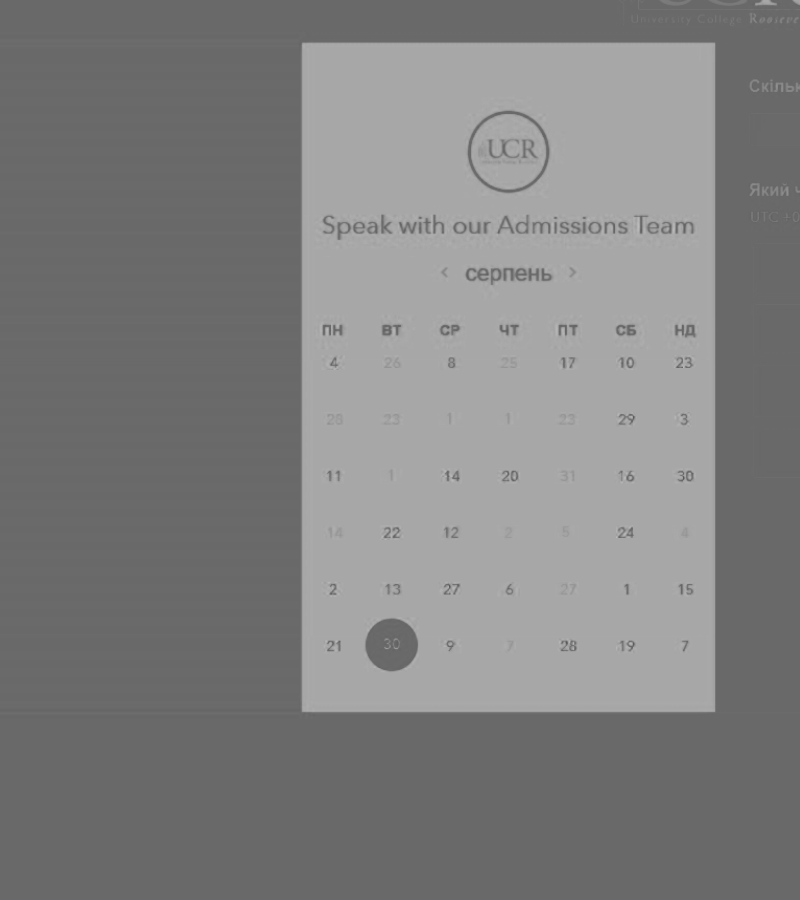 University College Roosevelt
UCR
Speak with our Admissions Team
‹ серпень ›
ПН ВТ СР ЧТ ПТ СБ НД
4 26 8 25 17 10 23
28 23 1 1 23 29 3
11 1 14 20 31 16 30
14 22 12 2 5 24 4
2 13 27 6 27 1 15
21 30 9 7 28 19 7
Скільк
Який ч
UTC +0